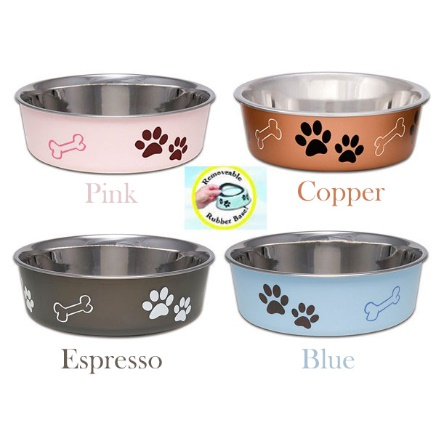 Pink
Removeable
Rubber Base!
Copper
Espresso
Blue